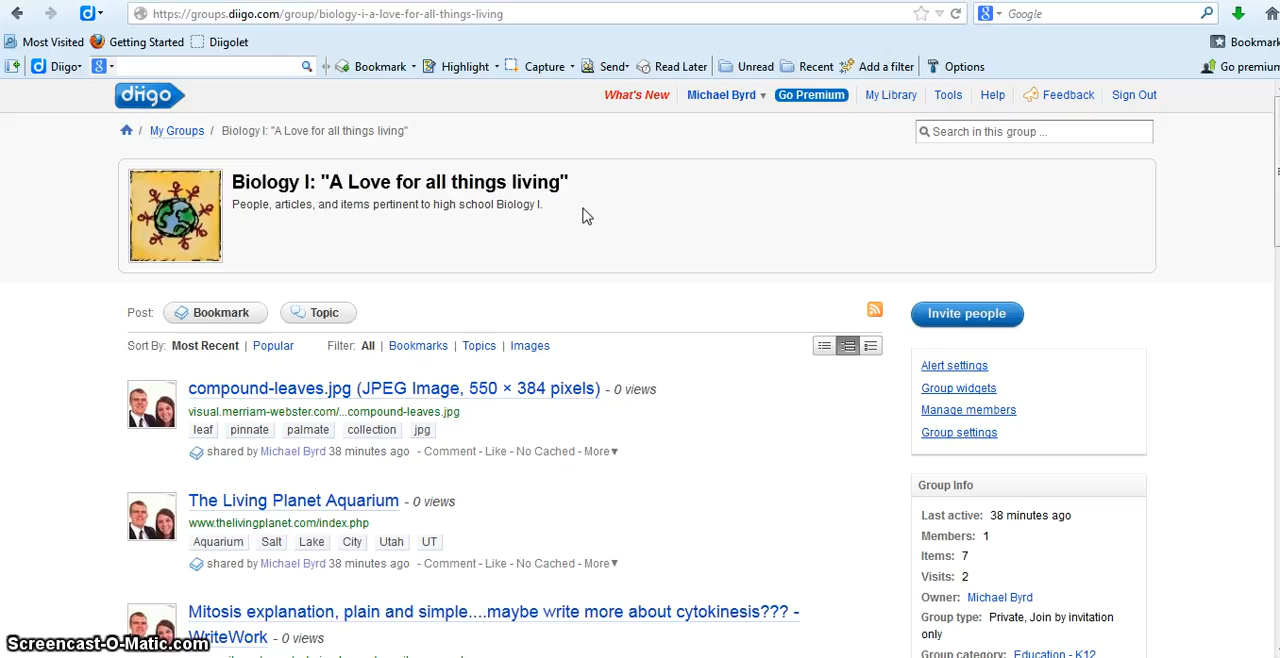 https://groups.diigo.com/group/biology-i-a-love-for-all-things-living Google
Most Visited Getting Started Diigolet Bookmark
Diigo Bookmark Highlight Capture Send Read Later Unread Recent Add a filter Options Go premium
diigo What's New Michael Byrd Go Premium My Library Tools Help Feedback Sign Out
/ My Groups / Biology I: "A Love for all things living" Search in this group ...
Biology I: "A Love for all things living"
People, articles, and items pertinent to high school Biology I.
Post: Bookmark Topic
Sort By: Most Recent | Popular Filter: All | Bookmarks | Topics | Images
compound-leaves.jpg (JPEG Image, 550 × 384 pixels) - 0 views
visual.merriam-webster.com/...compound-leaves.jpg
leaf pinnate palmate collection jpg
shared by Michael Byrd 38 minutes ago - Comment - Like - No Cached - More▼
The Living Planet Aquarium - 0 views
www.thelivingplanet.com/index.php
Aquarium Salt Lake City Utah UT
shared by Michael Byrd 38 minutes ago - Comment - Like - No Cached - More▼
Mitosis explanation, plain and simple....maybe write more about cytokinesis??? -
WriteWork - 0 views
Invite people
Alert settings
Group widgets
Manage members
Group settings
Group Info
Last active: 38 minutes ago
Members: 1
Items: 7
Visits: 2
Owner: Michael Byrd
Group type: Private, Join by invitation
only
Group category: Education - K12
Screencast-O-Matic.com